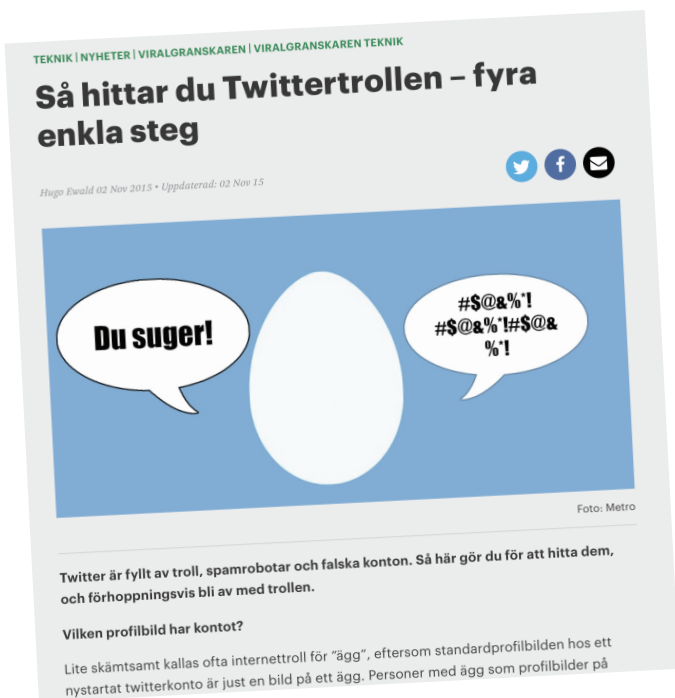 TEKNIK | NYHETER | VIRALGRANSKAREN | VIRALGRANSKAREN TEKNIK
Så hittar du Twittertrollen – fyra
enkla steg
Hugo Ewald 02 Nov 2015 • Uppdaterad: 02 Nov 15
Du suger!
#$@&%*!
#$@&%*!#$@&
%*!
Foto: Metro
Twitter är fyllt av troll, spamrobotar och falska konton. Så här gör du för att hitta dem,
och förhoppningsvis bli av med trollen.
Vilken profilbild har kontot?
Lite skämtsamt kallas ofta internettroll för ”ägg”, eftersom standardprofilbilden hos ett
nystartat twitterkonto är just en bild på ett ägg. Personer med ägg som profilbilder på